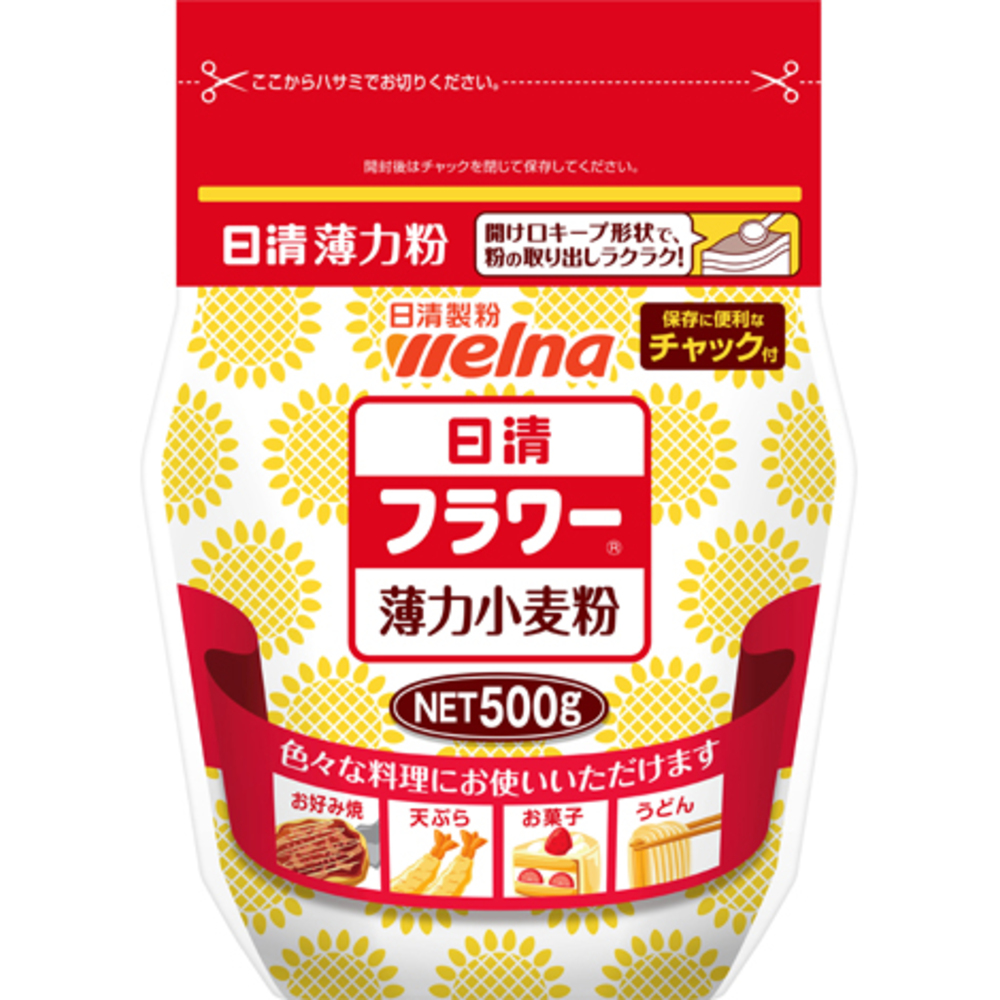 ここからハサミでお切りください。
開封後はチャックを閉じて保存してください。
日清 薄力粉
開け口キープ形状で、
粉の取り出しラクラク!
日清製粉
welna
保存に便利な
チャック付
日清
フラワー®
薄力小麦粉
NET500g
色々な料理にお使いいただけます
お好み焼
天ぷら
お菓子
うどん